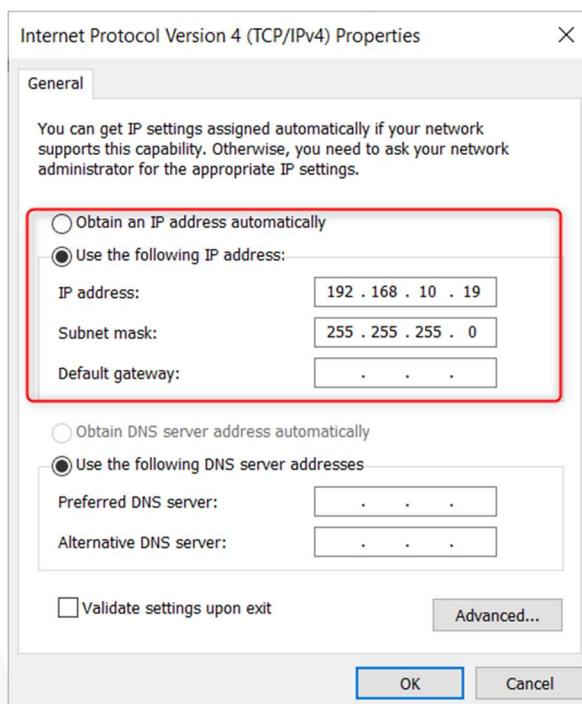 Internet Protocol Version 4 (TCP/IPv4) Properties
General
You can get IP settings assigned automatically if your network
supports this capability. Otherwise, you need to ask your network
administrator for the appropriate IP settings.
Obtain an IP address automatically
Use the following IP address:
IP address: 192 . 168 . 10 . 19
Subnet mask: 255 . 255 . 255 . 0
Default gateway: . . .
Obtain DNS server address automatically
Use the following DNS server addresses
Preferred DNS server: . . .
Alternative DNS server: . . .
Validate settings upon exit
Advanced...
OK Cancel